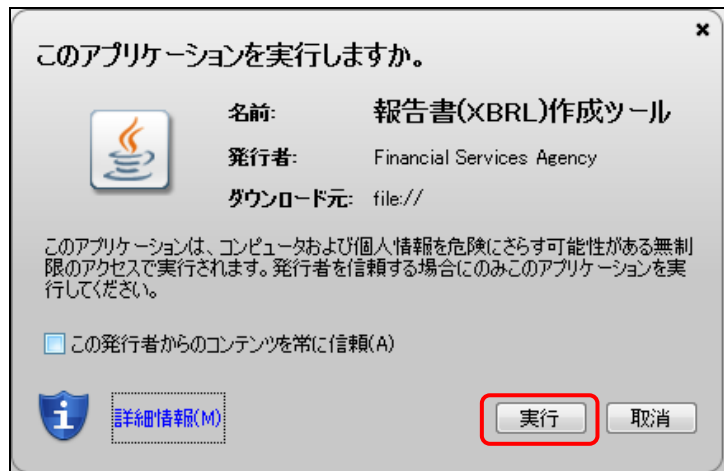 このアプリケーションを実行しますか。
名前: 報告書(XBRL)作成ツール
発行者: Financial Services Agency
ダウンロード元: file://
このアプリケーションは、コンピュータおよび個人情報を危険にさらす可能性がある無制
限のアクセスで実行されます。発行者を信頼する場合にのみこのアプリケーションを実
行してください。
この発行者からのコンテンツを常に信頼(A)
詳細情報(M) 実行 取消